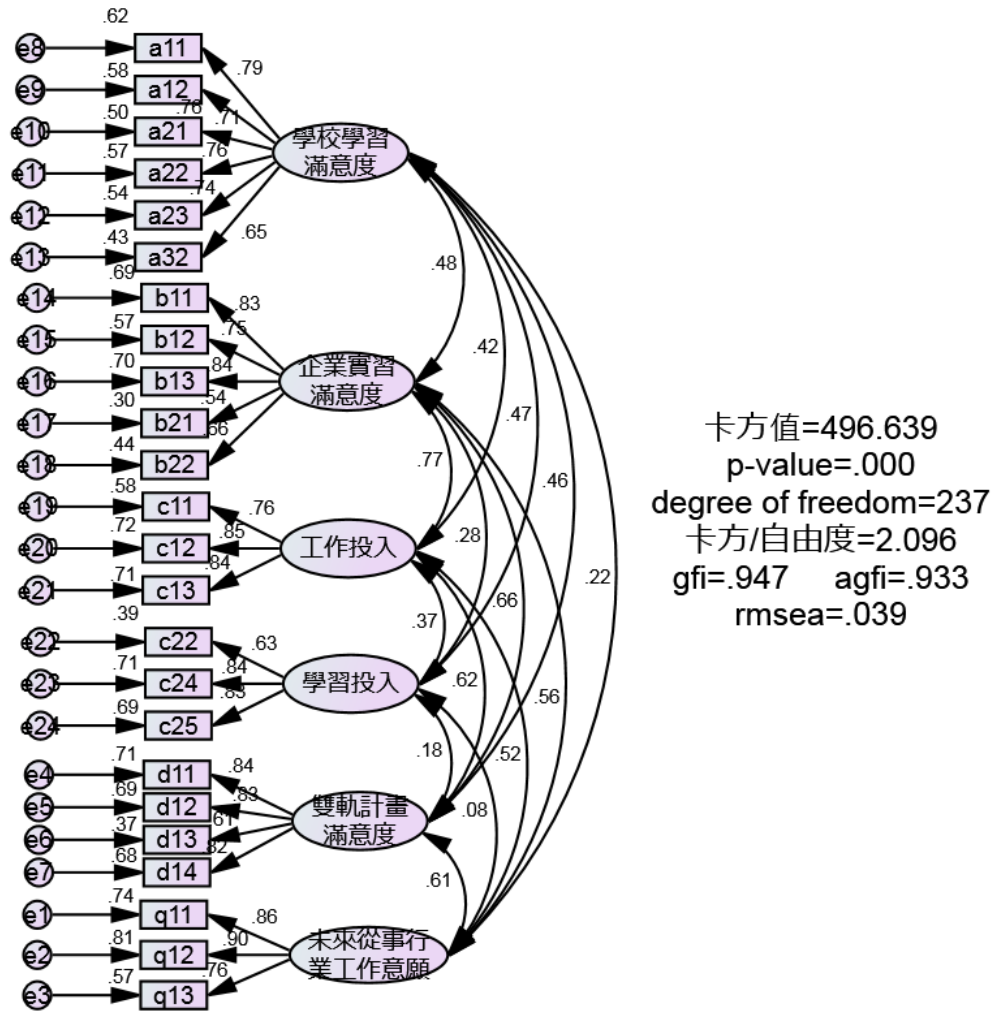 .62
e8 a11 .79
.58
e9 a12 .76
.50
e10 a21 .71
.57
e11 a22 .76
.54
e12 a23 .74
.43
e13 a32 .65
學校學習
滿意度
.69
e14 b11 .83
.57
e15 b12 .75
.70
e16 b13 .84
.30
e17 b21 .54
.44
e18 b22 .66
企業實習
滿意度
.58
e19 c11 .76
.72
e20 c12 .85
.71
e21 c13 .84
工作投入
.39
e22 c22 .63
.71
e23 c24 .84
.69
e24 c25 .83
學習投入
.71
e4 d11 .84
.69
e5 d12 .83
.37
e6 d13 .61
.68
e7 d14 .82
雙軌計畫
滿意度
.74
e1 q11 .86
.81
e2 q12 .90
.57
e3 q13 .76
未來從事行
業工作意願
.48
.42
.47
.77
.46
.28
.22
.66
.37
.62
.56
.18
.52
.08
.61
卡方值=496.639
p-value=.000
degree of freedom=237
卡方/自由度=2.096
gfi=.947 agfi=.933
rmsea=.039